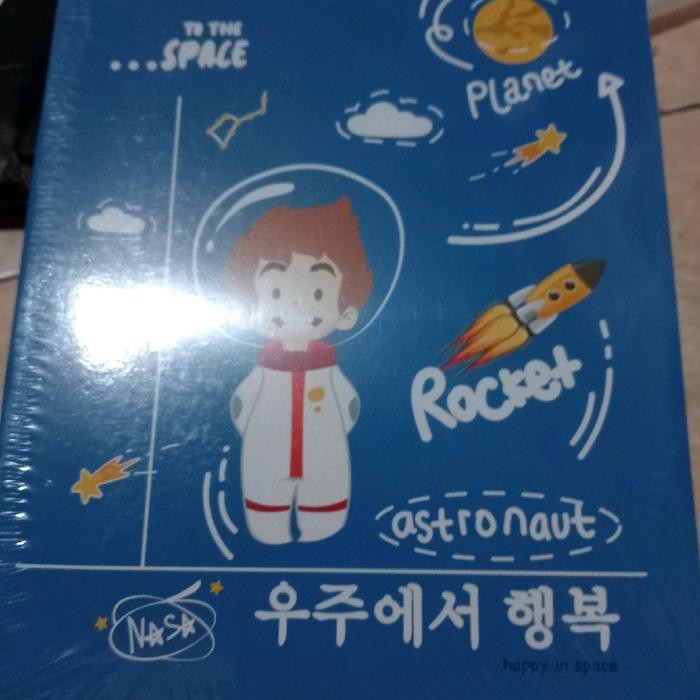 TO THE
...SPACE
Planet
Rocket
astronaut
NASA
우주에서 행복
happy in space